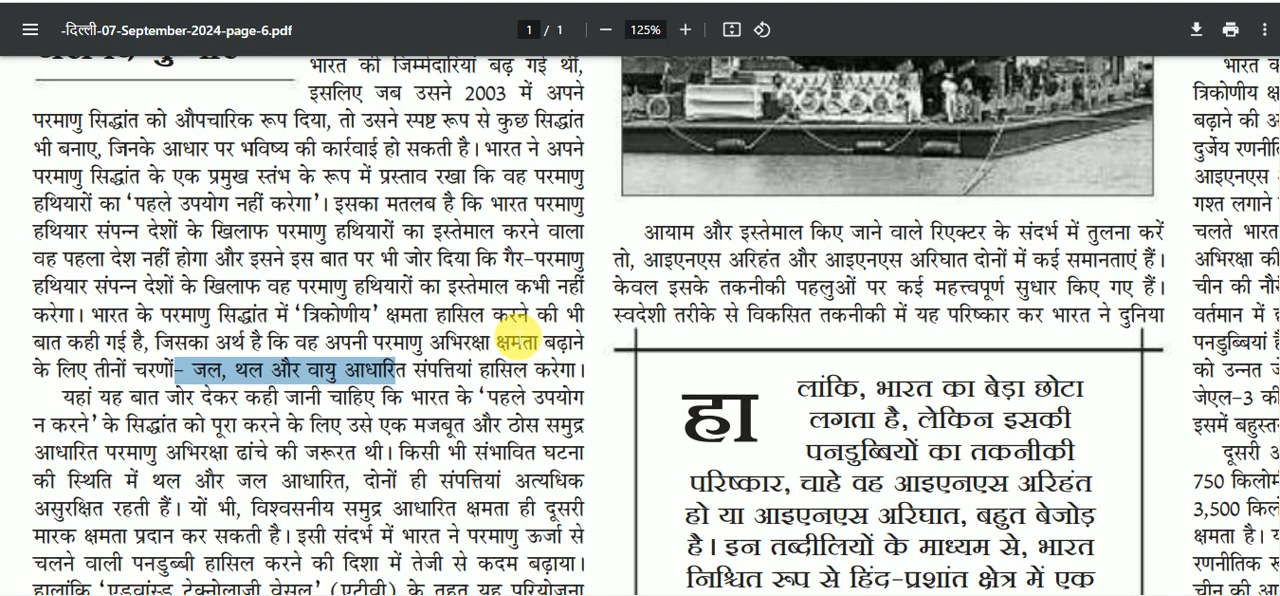 -दिल्ली-07-September-2024-page-6.pdf
1 / 1
125%
भारत की जिम्मेदारियां बढ़ गई थीं,
इसलिए जब उसने 2003 में अपने
परमाणु सिद्धांत को औपचारिक रूप दिया, तो उसने स्पष्ट रूप से कुछ सिद्धांत
भी बनाए, जिनके आधार पर भविष्य की कार्रवाई हो सकती है। भारत ने अपने
परमाणु सिद्धांत के एक प्रमुख स्तंभ के रूप में प्रस्ताव रखा कि वह परमाणु
हथियारों का ‘पहले उपयोग नहीं करेगा’। इसका मतलब है कि भारत परमाणु
हथियार संपन्न देशों के खिलाफ परमाणु हथियारों का इस्तेमाल करने वाला
वह पहला देश नहीं होगा और इसने इस बात पर भी जोर दिया कि गैर-परमाणु
हथियार संपन्न देशों के खिलाफ वह परमाणु हथियारों का इस्तेमाल कभी नहीं
करेगा। भारत के परमाणु सिद्धांत में ‘त्रिकोणीय’ क्षमता हासिल करने की भी
बात कही गई है, जिसका अर्थ है कि वह अपनी परमाणु अभिरक्षा क्षमता बढ़ाने
के लिए तीनों चरणों- जल, थल और वायु आधारित संपत्तियां हासिल करेगा।
यहां यह बात जोर देकर कही जानी चाहिए कि भारत के ‘पहले उपयोग
न करने’ के सिद्धांत को पूरा करने के लिए उसे एक मजबूत और ठोस समुद्र
आधारित परमाणु अभिरक्षा ढांचे की जरूरत थी। किसी भी संभावित घटना
की स्थिति में थल और जल आधारित, दोनों ही संपत्तियां अत्यधिक
असुरक्षित रहती हैं। यों भी, विश्वसनीय समुद्र आधारित क्षमता ही दूसरी
मारक क्षमता प्रदान कर सकती है। इसी संदर्भ में भारत ने परमाणु ऊर्जा से
चलने वाली पनडुब्बी हासिल करने की दिशा में तेजी से कदम बढ़ाया।
हालांकि ‘एडवांस्ड टेक्नोलाजी वेसल’ (एटीवी) के तहत यह परियोजना
आयाम और इस्तेमाल किए जाने वाले रिएक्टर के संदर्भ में तुलना करें
तो, आइएनएस अरिहंत और आइएनएस अरिघात दोनों में कई समानताएं हैं।
केवल इसके तकनीकी पहलुओं पर कई महत्त्वपूर्ण सुधार किए गए हैं।
स्वदेशी तरीके से विकसित तकनीकी में यह परिष्कार कर भारत ने दुनिया
हालांकि, भारत का बेड़ा छोटा
लगता है, लेकिन इसकी
पनडुब्बियों का तकनीकी
परिष्कार, चाहे वह आइएनएस अरिहंत
हो या आइएनएस अरिघात, बहुत बेजोड़
है। इन तब्दीलियों के माध्यम से, भारत
निश्चित रूप से हिंद-प्रशांत क्षेत्र में एक
भारत
त्रिकोणीय
बढ़ाने की
दुर्जेय
आइएनएस
गश्त लगाने
चलते भारत
अभिरक्षा की
चीन की
वर्तमान में
पनडुब्बियां
को उन्नत
जेएल-3 की
इसमें
दूसरी
750
3,500
क्षमता है।
रणनीतिक
चीन की